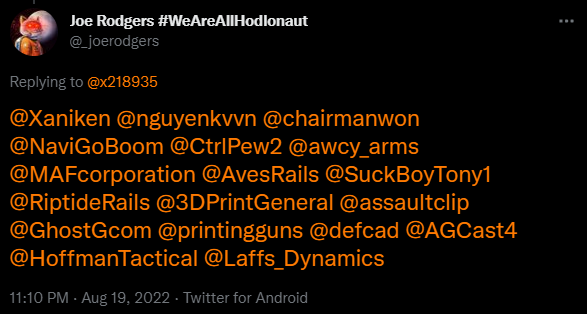 Joe Rodgers #WeAreAllHodlonaut
@_joerodgers
Replying to @x218935
@Xaniken @nguyenkvvn @chairmanwon
@NaviGoBoom @CtrlPew2 @awcy_arms
@MAFcorporation @AvesRails @SuckBoyTony1
@RiptideRails @3DPrintGeneral @assaultclip
@GhostGcom @printingguns @defcad @AGCast4
@HoffmanTactical @Laffs_Dynamics
11:10 PM · Aug 19, 2022 · Twitter for Android